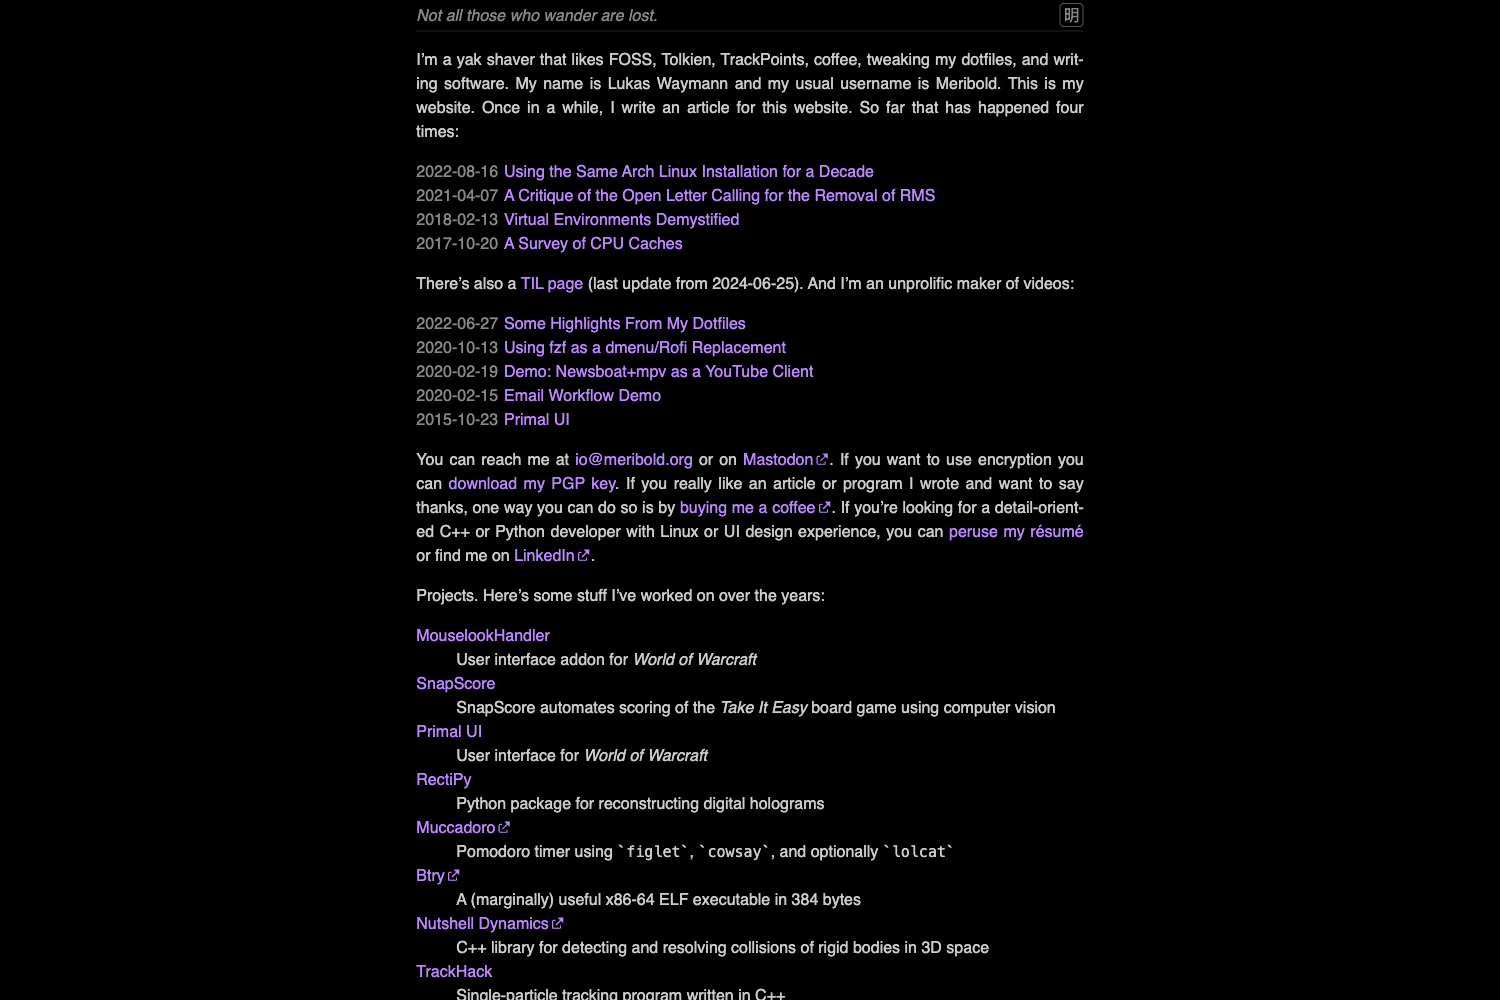 Not all those who wander are lost.
明
I’m a yak shaver that likes FOSS, Tolkien, TrackPoints, coffee, tweaking my dotfiles, and writ-
ing software. My name is Lukas Waymann and my usual username is Meribold. This is my
website. Once in a while, I write an article for this website. So far that has happened four
times:
2022-08-16 Using the Same Arch Linux Installation for a Decade
2021-04-07 A Critique of the Open Letter Calling for the Removal of RMS
2018-02-13 Virtual Environments Demystified
2017-10-20 A Survey of CPU Caches
There’s also a TIL page (last update from 2024-06-25). And I’m an unprolific maker of videos:
2022-06-27 Some Highlights From My Dotfiles
2020-10-13 Using fzf as a dmenu/Rofi Replacement
2020-02-19 Demo: Newsboat+mpv as a YouTube Client
2020-02-15 Email Workflow Demo
2015-10-23 Primal UI
You can reach me at io@meribold.org or on Mastodon. If you want to use encryption you
can download my PGP key. If you really like an article or program I wrote and want to say
thanks, one way you can do so is by buying me a coffee. If you’re looking for a detail-orient-
ed C++ or Python developer with Linux or UI design experience, you can peruse my résumé
or find me on LinkedIn.
Projects. Here’s some stuff I’ve worked on over the years:
MouselookHandler
User interface addon for World of Warcraft
SnapScore
SnapScore automates scoring of the Take It Easy board game using computer vision
Primal UI
User interface for World of Warcraft
RectiPy
Python package for reconstructing digital holograms
Muccadoro
Pomodoro timer using `figlet`, `cowsay`, and optionally `lolcat`
Btry
A (marginally) useful x86-64 ELF executable in 384 bytes
Nutshell Dynamics
C++ library for detecting and resolving collisions of rigid bodies in 3D space
TrackHack
Single-particle tracking program written in C++